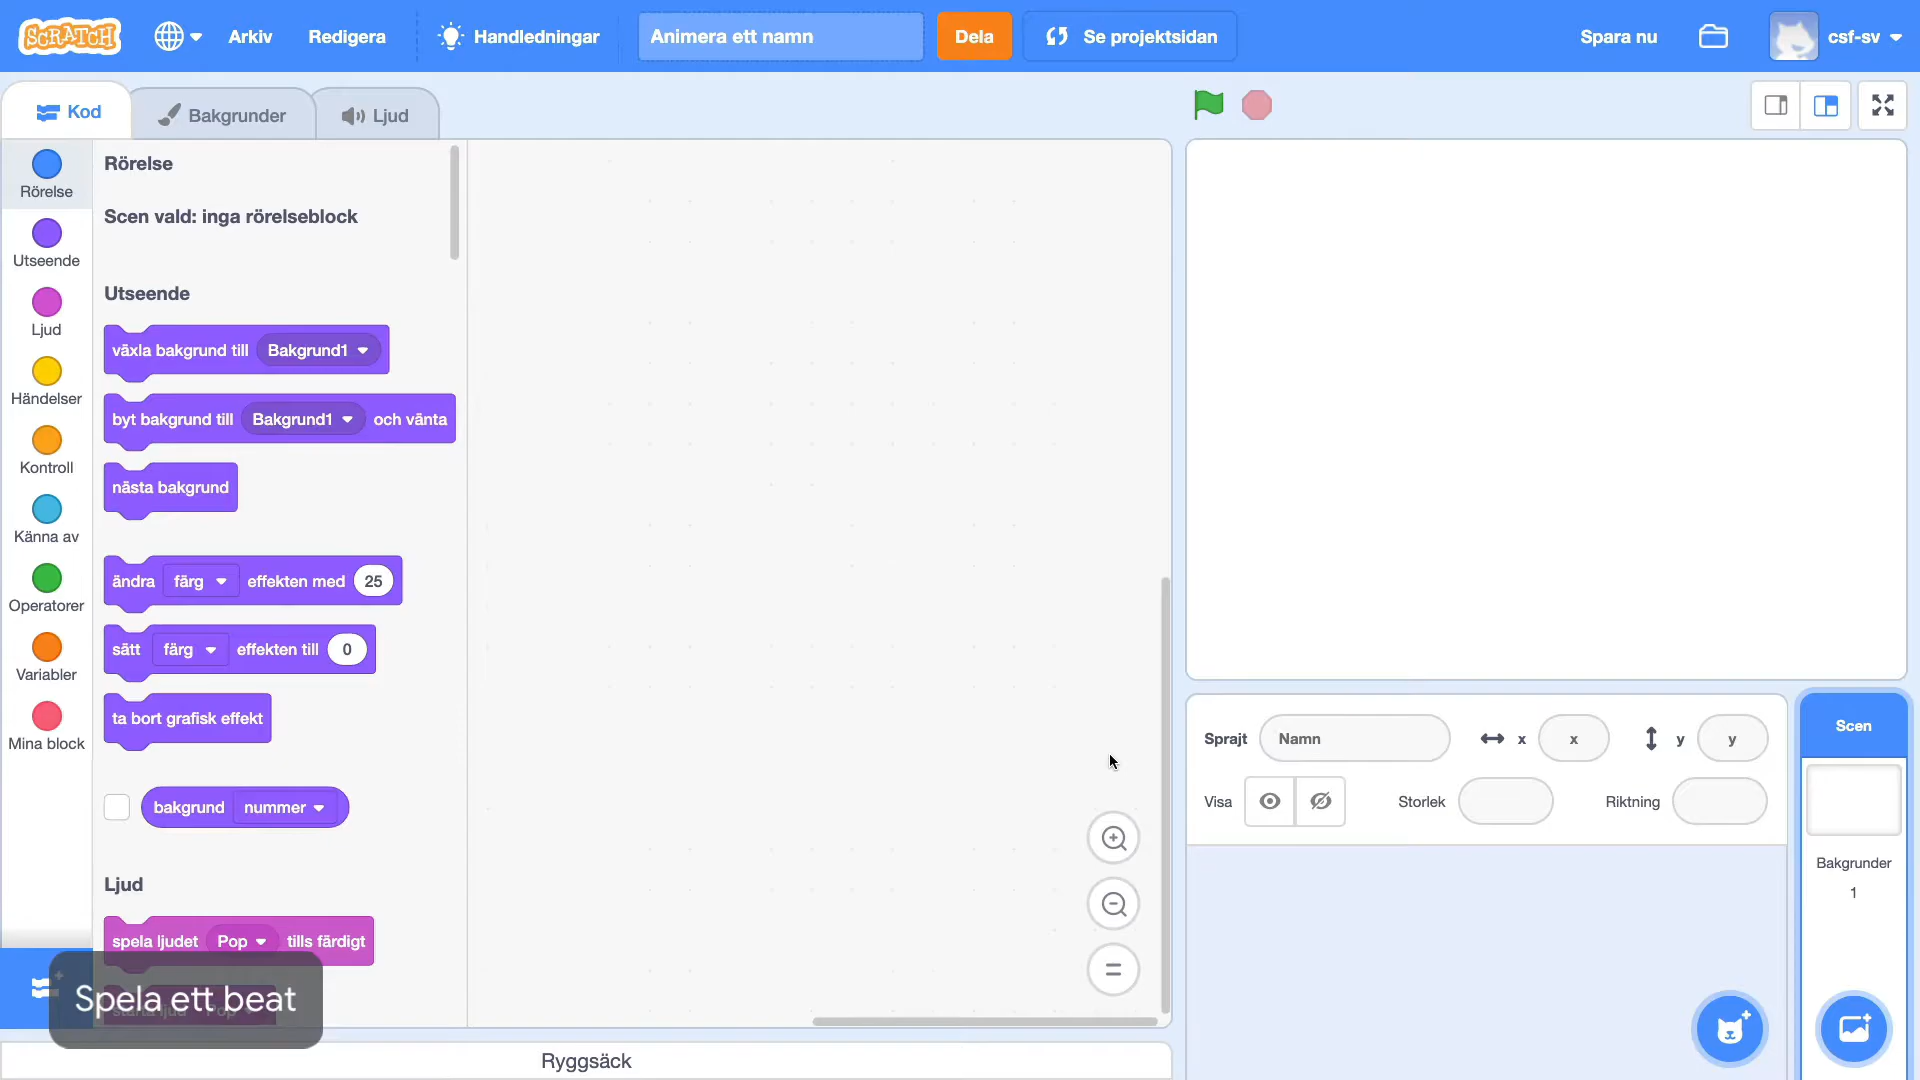 SCRATCH
Arkiv
Redigera
Handledningar
Animera ett namn
Dela
Se projektsidan
Spara nu
csf-sv
Kod
Bakgrunder
Ljud
Rörelse
Utseende
Ljud
Händelser
Kontroll
Känna av
Operatorer
Variabler
Mina block
Rörelse
Scen vald: inga rörelseblock
Utseende
växla bakgrund till Bakgrund1
byt bakgrund till Bakgrund1 och vänta
nästa bakgrund
ändra färg effekten med 25
sätt färg effekten till 0
ta bort grafisk effekt
bakgrund nummer
Ljud
spela ljudet Pop tills färdigt
starta ljud Pop
Spela ett beat
Ryggsäck
Sprajt Namn x x y y
Visa Storlek Riktning
Scen
Bakgrunder
1